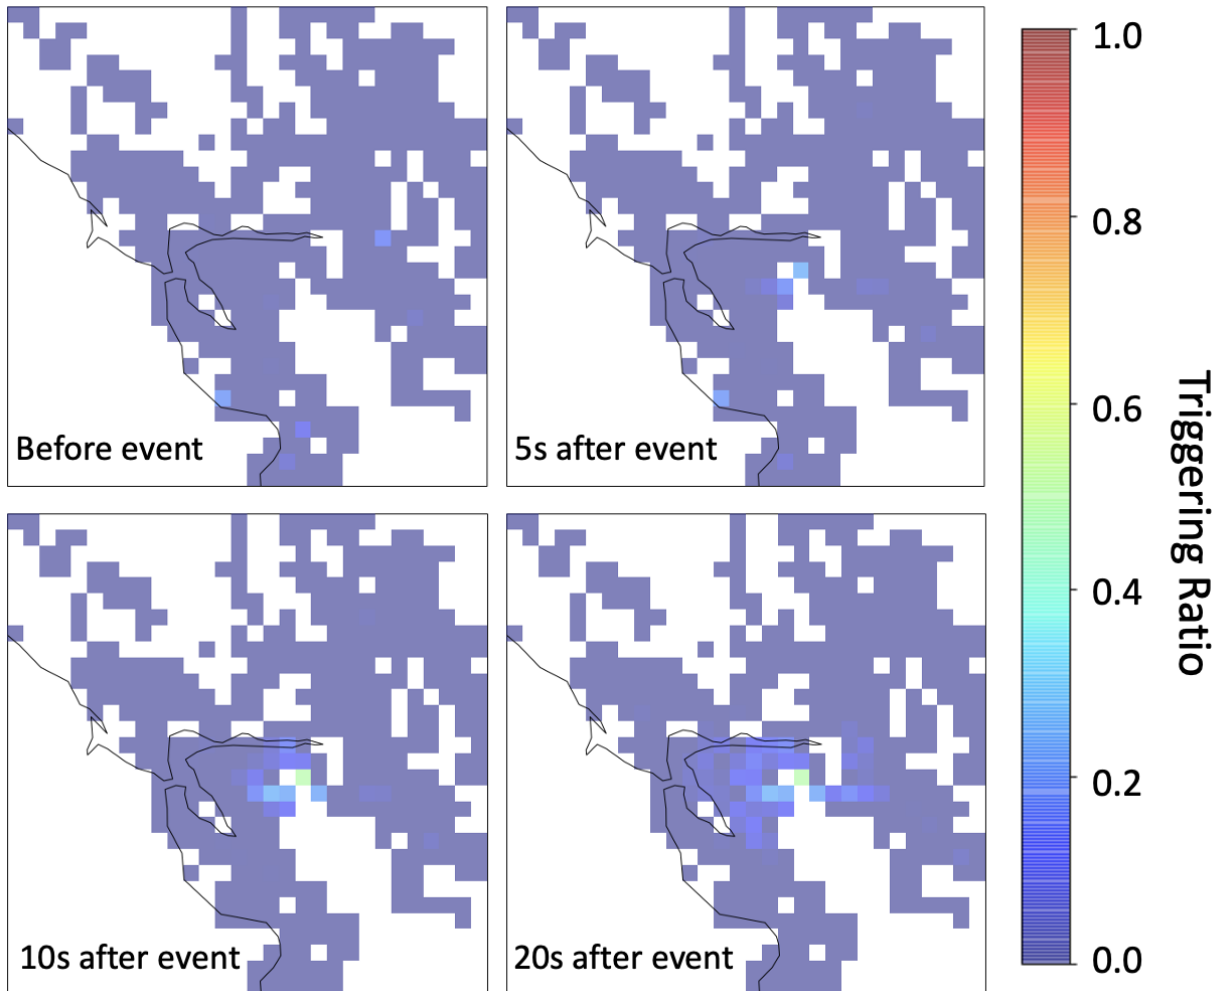 Before event
5s after event
10s after event
20s after event
1.0
0.8
0.6
0.4
0.2
0.0
Triggering Ratio